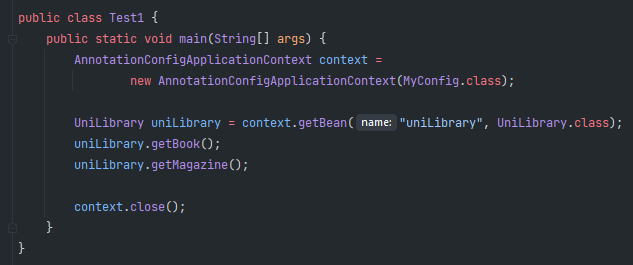 public class Test1 {
public static void main(String[] args) {
AnnotationConfigApplicationContext context =
new AnnotationConfigApplicationContext(MyConfig.class);
UniLibrary uniLibrary = context.getBean( name: "uniLibrary", UniLibrary.class);
uniLibrary.getBook();
uniLibrary.getMagazine();
context.close();
}
}